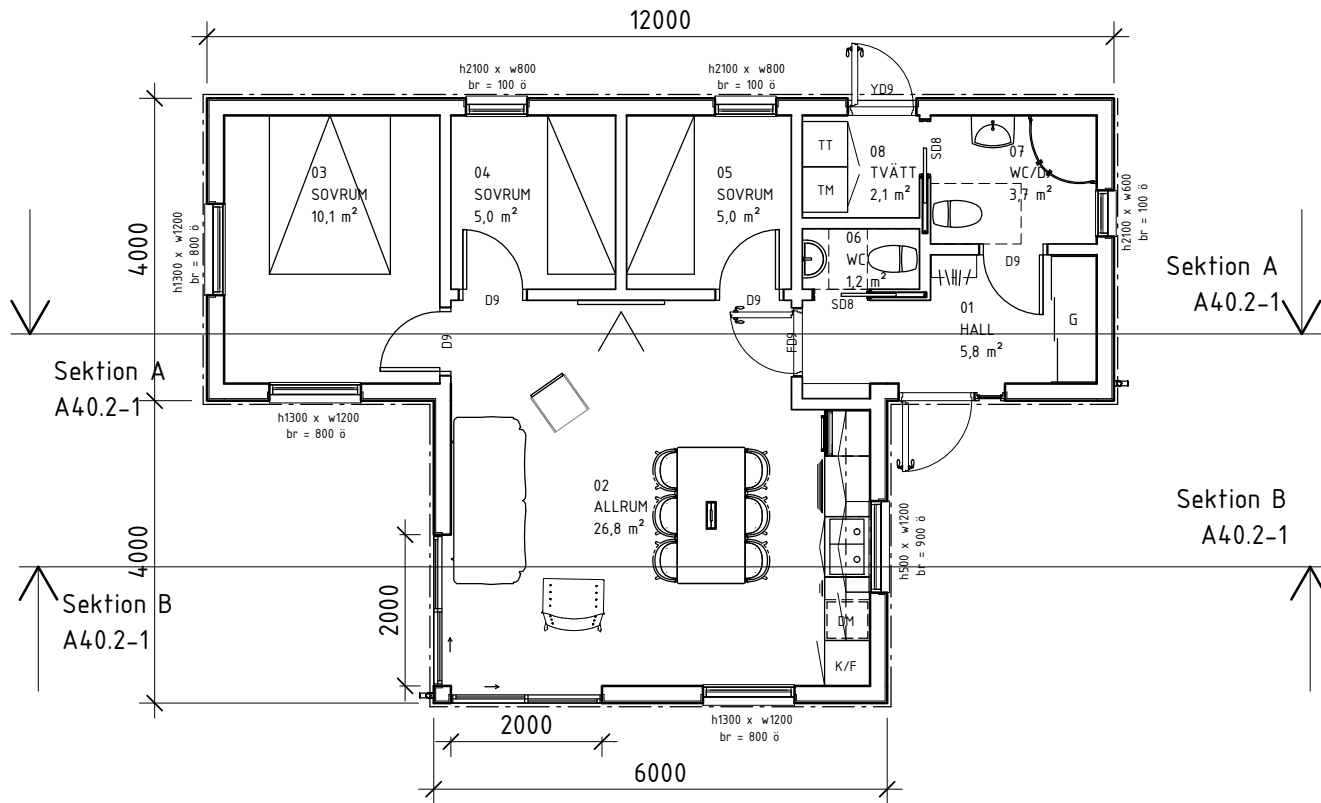 12000
h2100 x w800
br = 100 ö
h2100 x w800
br = 100 ö
YD9
03
SOVRUM
10,1 m²
04
SOVRUM
5,0 m²
05
SOVRUM
5,0 m²
TT
TM
08
TVÄTT
2,1 m²
SD8
07
WC/D
3,7 m²
h2100 x w600
br = 100 ö
4000
h1300 x w1200
br = 800 ö
06
WC
1,2 m²
SD8
D9
D9
D9
D9
FD9
01
HALL
5,8 m²
G
Sektion A
A40.2-1
Sektion A
A40.2-1
h1300 x w1200
br = 800 ö
02
ALLRUM
26,8 m²
h500 x w1200
br = 900 ö
Sektion B
A40.2-1
4000
2000
Sektion B
A40.2-1
DM
K/F
2000
h1300 x w1200
br = 800 ö
6000